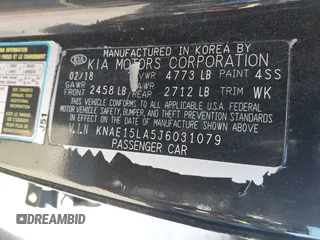 MANUFACTURED IN KOREA BY
KIA KIA MOTORS CORPORATION
02/18 GVWR 4773 LB PAINT 4SS
GAWR FRONT 2458 LB GAWR REAR 2712 LB TRIM WK
THIS VEHICLE CONFORMS TO ALL APPLICABLE U.S.A. FEDERAL
MOTOR VEHICLE SAFETY, BUMPER, AND THEFT PREVENTION
STANDARDS IN EFFECT ON THE DATE OF MANUFACTURE SHOWN ABOVE.
V.I.N KNAE15LA5J6031079
PASSENGER CAR
JS1
DREAMBID